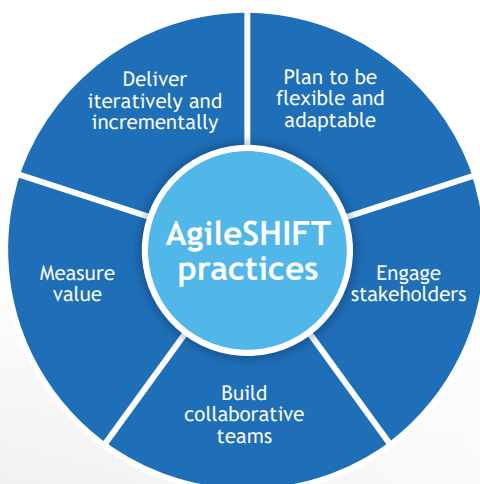 Deliver
iteratively and
incrementally
Plan to be
flexible and
adaptable
AgileSHIFT
practices
Measure
value
Engage
stakeholders
Build
collaborative
teams